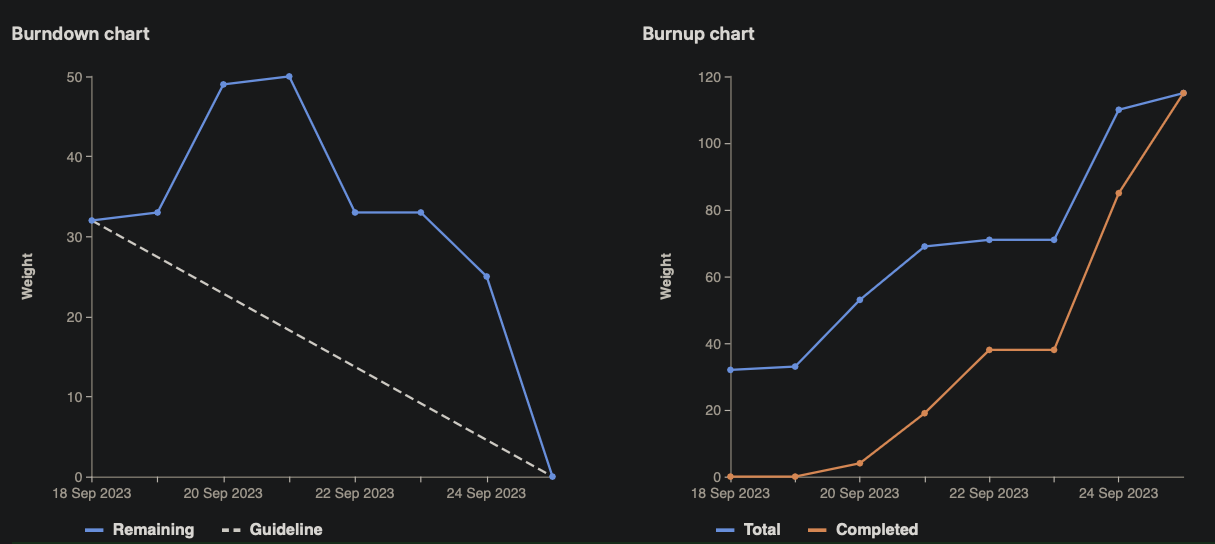 Burndown chart
50
40
30
20
10
0
Weight
18 Sep 2023
20 Sep 2023
22 Sep 2023
24 Sep 2023
Remaining
Guideline
Burnup chart
120
100
80
60
40
20
0
Weight
18 Sep 2023
20 Sep 2023
22 Sep 2023
24 Sep 2023
Total
Completed